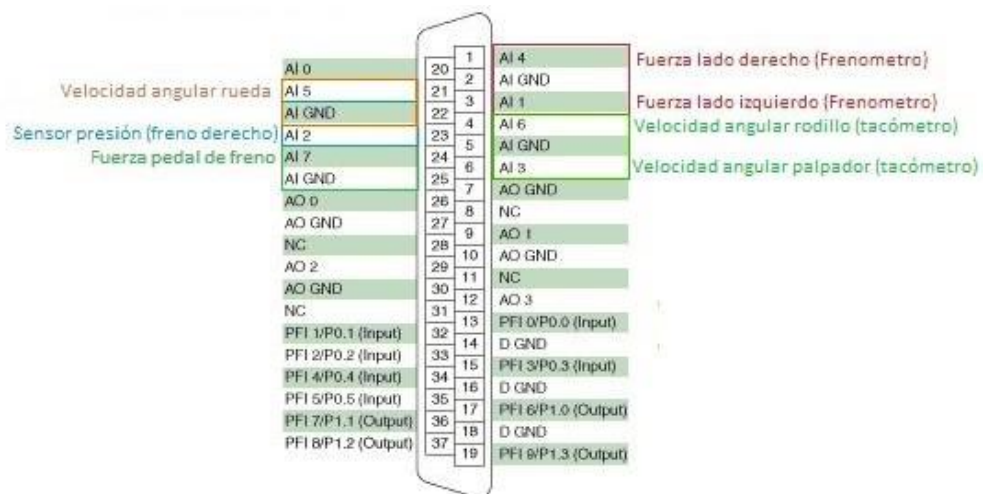 Velocidad angular rueda
Sensor presión (freno derecho)
Fuerza pedal de freno
AI 0
AI 5
AI GND
AI 2
AI 7
AI GND
AO 0
AO GND
NC
AO 2
AO GND
NC
PFI 1/P0.1 (Input)
PFI 2/P0.2 (Input)
PFI 4/P0.4 (Input)
PFI 5/P0.5 (Input)
PFI 7/P1.1 (Output)
PFI 8/P1.2 (Output)
20
21
22
23
24
25
26
27
28
29
30
31
32
33
34
35
36
37
1
2
3
4
5
6
7
8
9
10
11
12
13
14
15
16
17
18
19
AI 4
AI GND
AI 1
AI 6
AI GND
AI 3
AO GND
NC
AO 1
AO GND
NC
AO 3
PFI 0/P0.0 (Input)
D GND
PFI 3/P0.3 (Input)
D GND
PFI 6/P1.0 (Output)
D GND
PFI 9/P1.3 (Output)
Fuerza lado derecho (Frenometro)
Fuerza lado izquierdo (Frenometro)
Velocidad angular rodillo (tacómetro)
Velocidad angular palpador (tacómetro)